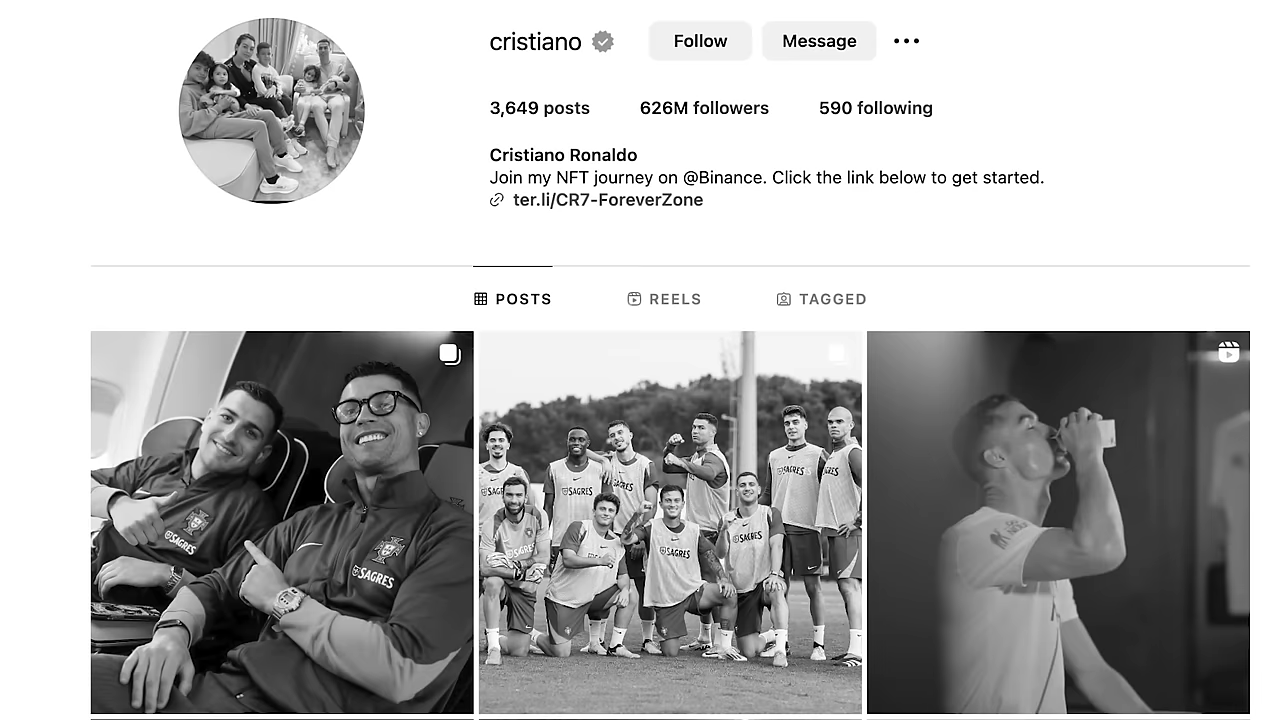 cristiano
Follow
Message
3,649 posts
626M followers
590 following
Cristiano Ronaldo
Join my NFT journey on @Binance. Click the link below to get started.
ter.li/CR7-ForeverZone
POSTS
REELS
TAGGED
SAGRES
SAGRES
SAGRES
SAGRES
SAGRES
SAGRES
SAGRES
SAGRES